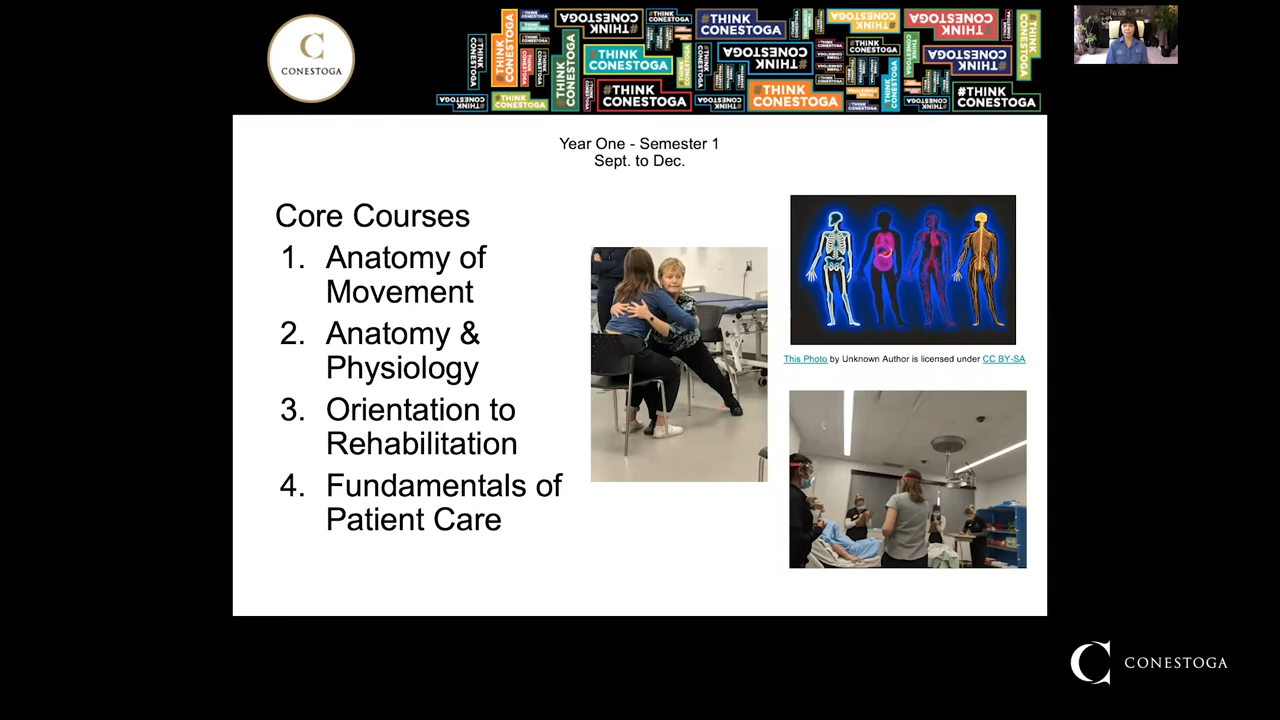 C
CONESTOGA
#THINK CONESTOGA
Year One - Semester 1
Sept. to Dec.
Core Courses
1. Anatomy of
Movement
2. Anatomy &
Physiology
3. Orientation to
Rehabilitation
4. Fundamentals of
Patient Care
This Photo by Unknown Author is licensed under CC BY-SA
C CONESTOGA